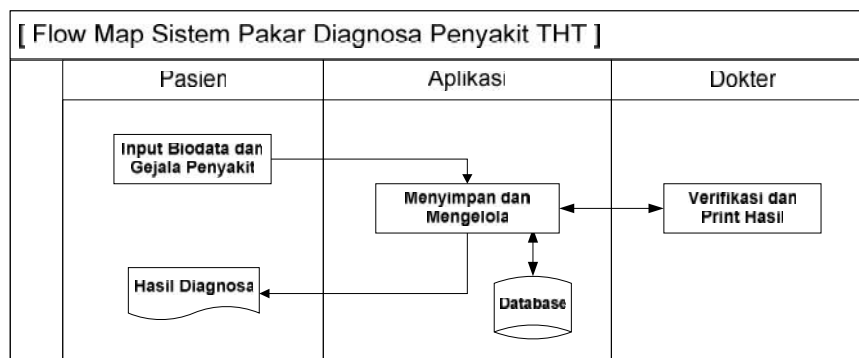 [ Flow Map Sistem Pakar Diagnosa Penyakit THT ]
Pasien
Aplikasi
Dokter
Input Biodata dan
Gejala Penyakit
Menyimpan dan
Mengelola
Verifikasi dan
Print Hasil
Hasil Diagnosa
Database